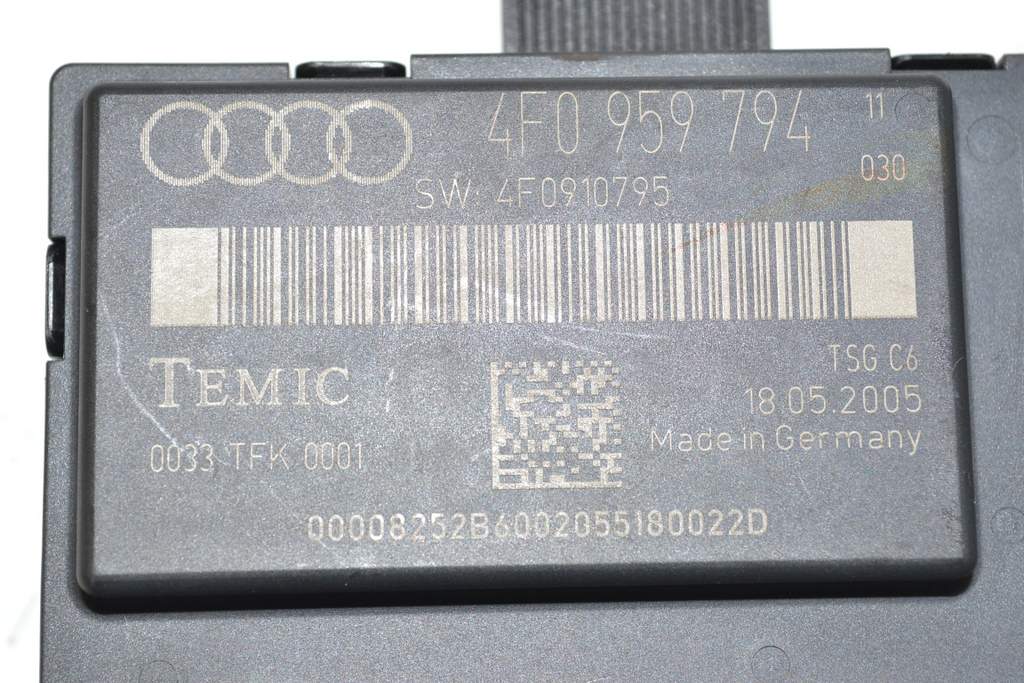 4F0 959 794 11
030
SW: 4F0910795
TEMIC
TSG C6
18.05.2005
Made in Germany
0033 TFK 0001
00008252B6002055180022D